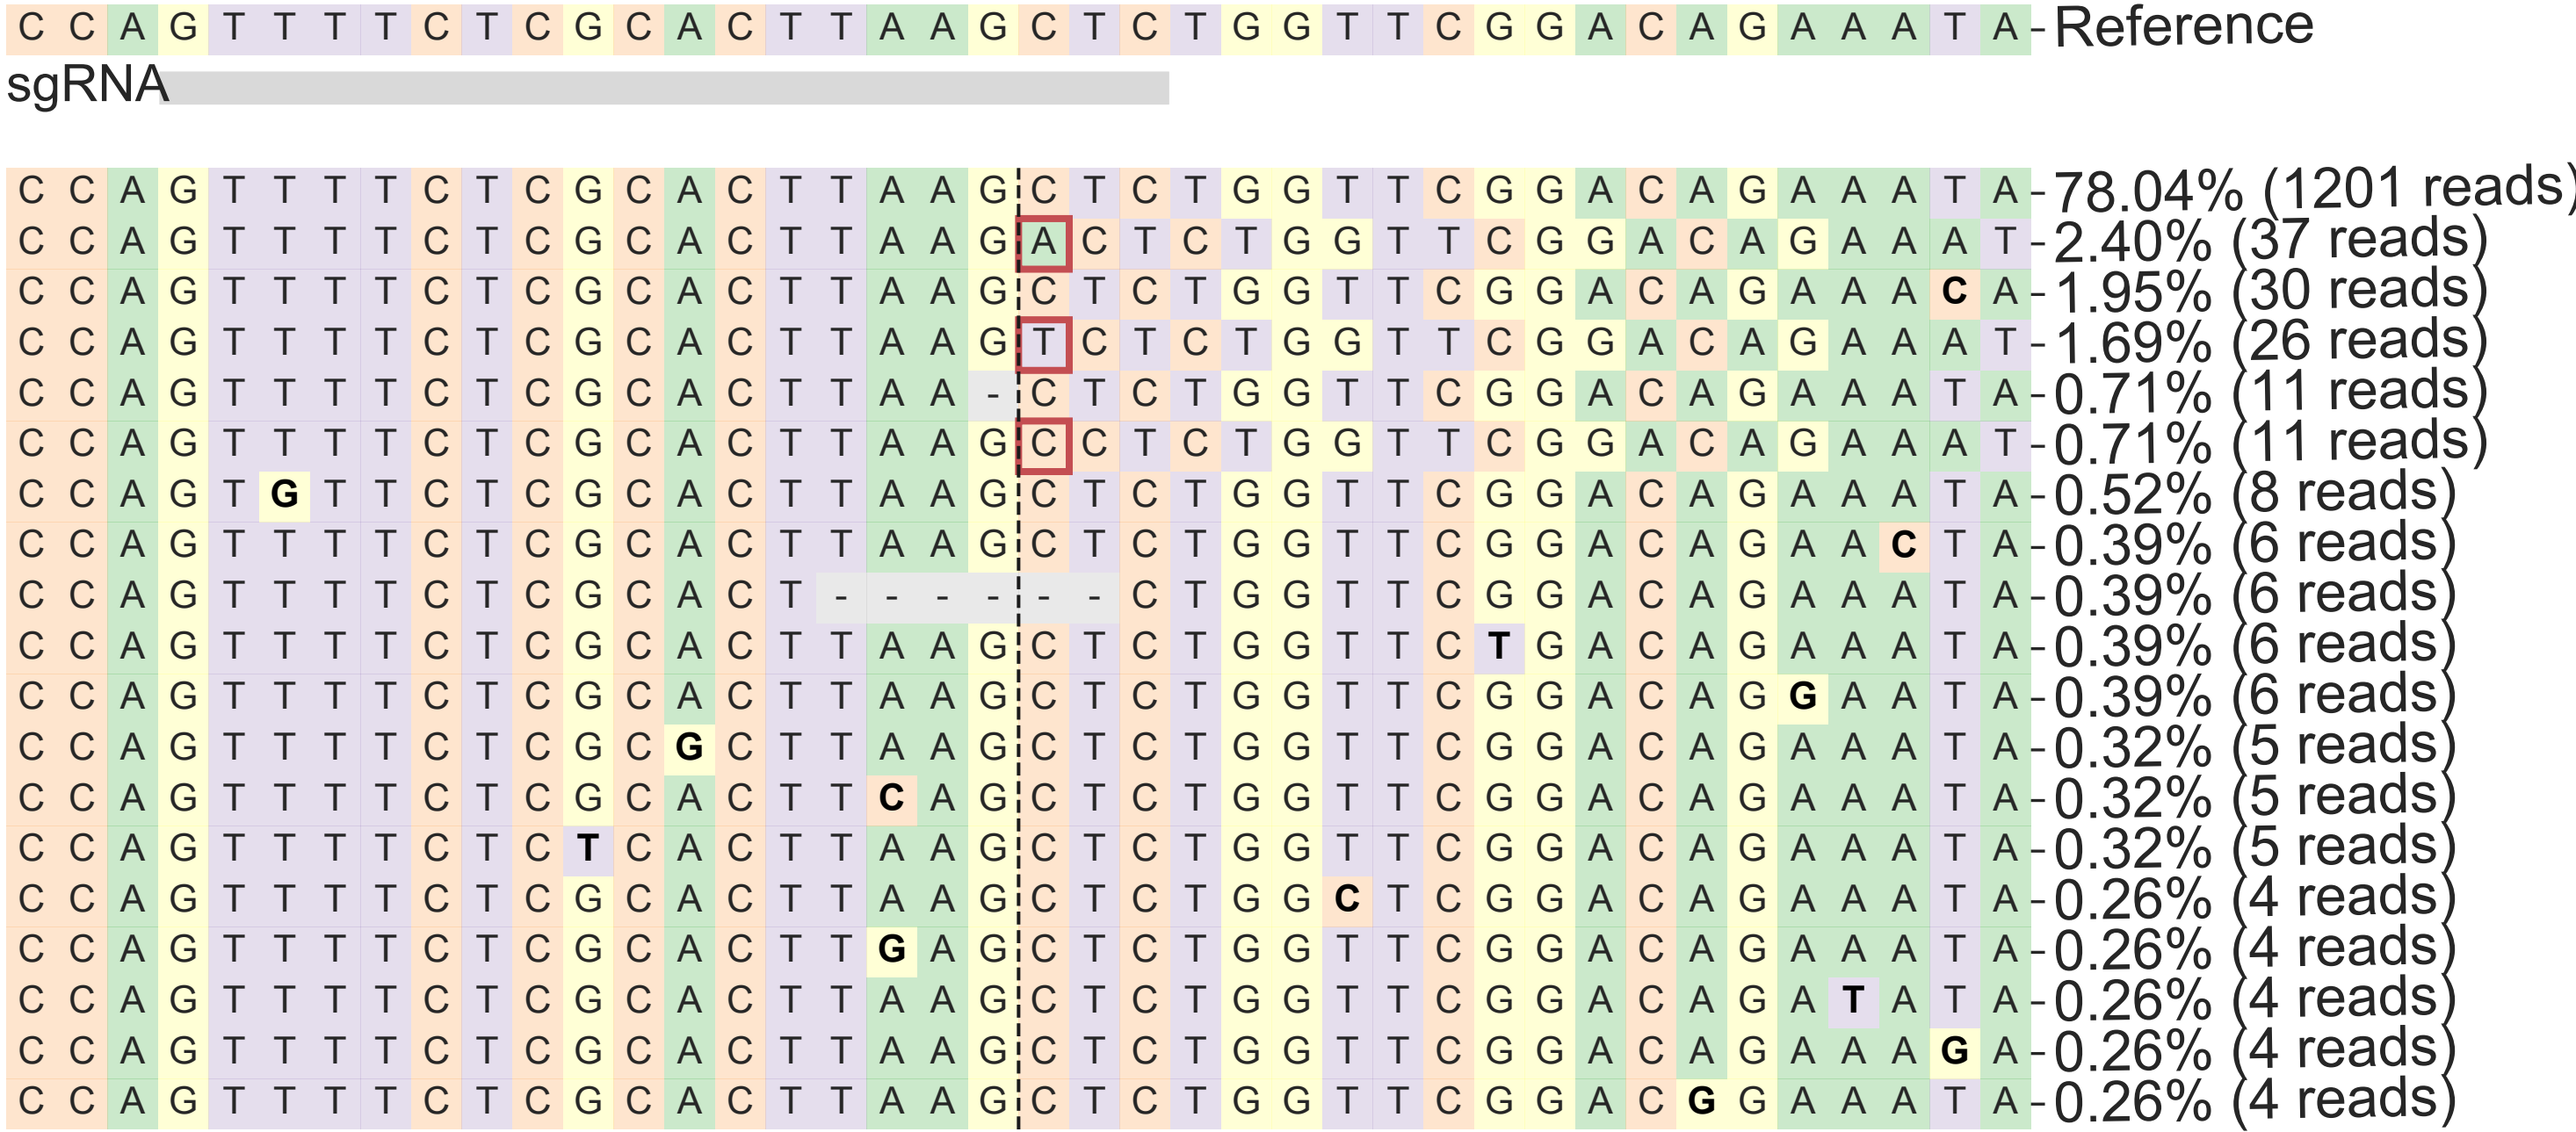 C C A G T T T T C T C G C A C T T A A G C T C T G G T T C G G A C A G A A A T A - Reference
sgRNA
C C A G T T T T C T C G C A C T T A A G C T C T G G T T C G G A C A G A A A T A - 78.04% (1201 reads)
C C A G T T T T C T C G C A C T T A A G A C T C T G G T T C G G A C A G A A A T - 2.40% (37 reads)
C C A G T T T T C T C G C A C T T A A G C T C T G G T T C G G A C A G A A A C A - 1.95% (30 reads)
C C A G T T T T C T C G C A C T T A A G T C T C T G G T T C G G A C A G A A A T - 1.69% (26 reads)
C C A G T T T T C T C G C A C T T A A - C T C T G G T T C G G A C A G A A A T A - 0.71% (11 reads)
C C A G T T T T C T C G C A C T T A A G C C T C T G G T T C G G A C A G A A A T - 0.71% (11 reads)
C C A G T G T T C T C G C A C T T A A G C T C T G G T T C G G A C A G A A A T A - 0.52% (8 reads)
C C A G T T T T C T C G C A C T T A A G C T C T G G T T C G G A C A G A A C T A - 0.39% (6 reads)
C C A G T T T T C T C G C A C T - - - - - - C T G G T T C G G A C A G A A A T A - 0.39% (6 reads)
C C A G T T T T C T C G C A C T T A A G C T C T G G T T C T G A C A G A A A T A - 0.39% (6 reads)
C C A G T T T T C T C G C A C T T A A G C T C T G G T T C G G A C A G G A A T A - 0.39% (6 reads)
C C A G T T T T C T C G C G C T T A A G C T C T G G T T C G G A C A G A A A T A - 0.32% (5 reads)
C C A G T T T T C T C G C A C T T C A G C T C T G G T T C G G A C A G A A A T A - 0.32% (5 reads)
C C A G T T T T C T C T C A C T T A A G C T C T G G T T C G G A C A G A A A T A - 0.32% (5 reads)
C C A G T T T T C T C G C A C T T A A G C T C T G G C T C G G A C A G A A A T A - 0.26% (4 reads)
C C A G T T T T C T C G C A C T T G A G C T C T G G T T C G G A C A G A A A T A - 0.26% (4 reads)
C C A G T T T T C T C G C A C T T A A G C T C T G G T T C G G A C A G A T A T A - 0.26% (4 reads)
C C A G T T T T C T C G C A C T T A A G C T C T G G T T C G G A C A G A A A G A - 0.26% (4 reads)
C C A G T T T T C T C G C A C T T A A G C T C T G G T T C G G A C G G A A A T A - 0.26% (4 reads)